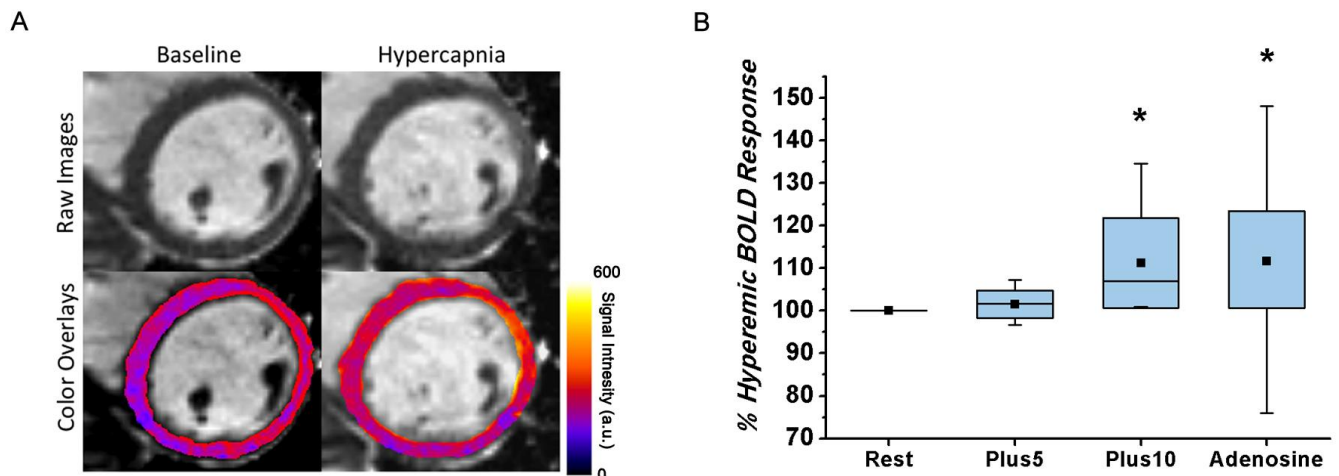 A
Baseline
Hypercapnia
Raw Images
Color Overlays
600
Signal Intnesity (a.u.)
0
B
% Hyperemic BOLD Response
150
140
130
120
110
100
90
80
70
*
*
Rest
Plus5
Plus10
Adenosine